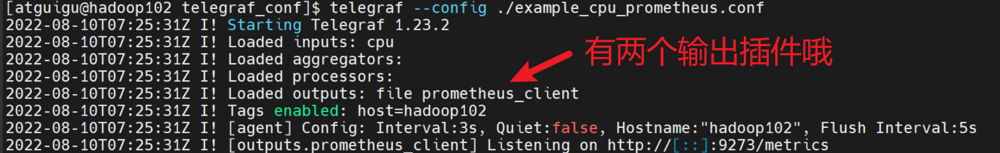 [atguigu@hadoop102 telegraf_conf]$ telegraf --config ./example_cpu_prometheus.conf
2022-08-10T07:25:31Z I! Starting Telegraf 1.23.2
2022-08-10T07:25:31Z I! Loaded inputs: cpu
有两个输出插件哦
2022-08-10T07:25:31Z I! Loaded aggregators:
2022-08-10T07:25:31Z I! Loaded processors:
2022-08-10T07:25:31Z I! Loaded outputs: file prometheus_client
2022-08-10T07:25:31Z I! Tags enabled: host=hadoop102
2022-08-10T07:25:31Z I! [agent] Config: Interval:3s, Quiet:false, Hostname:"hadoop102", Flush Interval:5s
2022-08-10T07:25:31Z I! [outputs.prometheus_client] Listening on http://[::]:9273/metrics